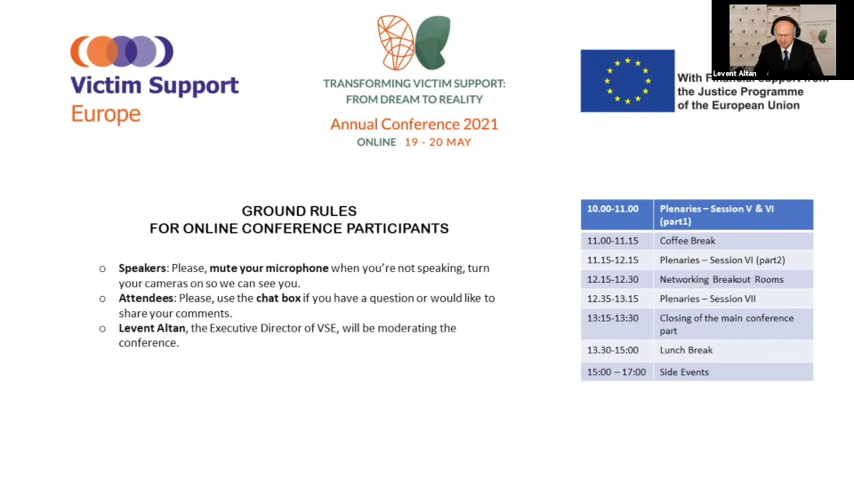 Victim Support
Europe
TRANSFORMING VICTIM SUPPORT:
FROM DREAM TO REALITY
Annual Conference 2021
ONLINE 19 - 20 MAY
With Financial Support from
the Justice Programme
of the European Union
Levent Altan
GROUND RULES
FOR ONLINE CONFERENCE PARTICIPANTS
o Speakers: Please, mute your microphone when you're not speaking, turn
your cameras on so we can see you.
o Attendees: Please, use the chat box if you have a question or would like to
share your comments.
o Levent Altan, the Executive Director of VSE, will be moderating the
conference.
10.00-11.00 Plenaries – Session V & VI
(part1)
11.00-11.15 Coffee Break
11.15-12.15 Plenaries – Session VI (part2)
12.15-12.30 Networking Breakout Rooms
12.35-13.15 Plenaries – Session VII
13:15-13:30 Closing of the main conference
part
13.30-15:00 Lunch Break
15:00 – 17:00 Side Events